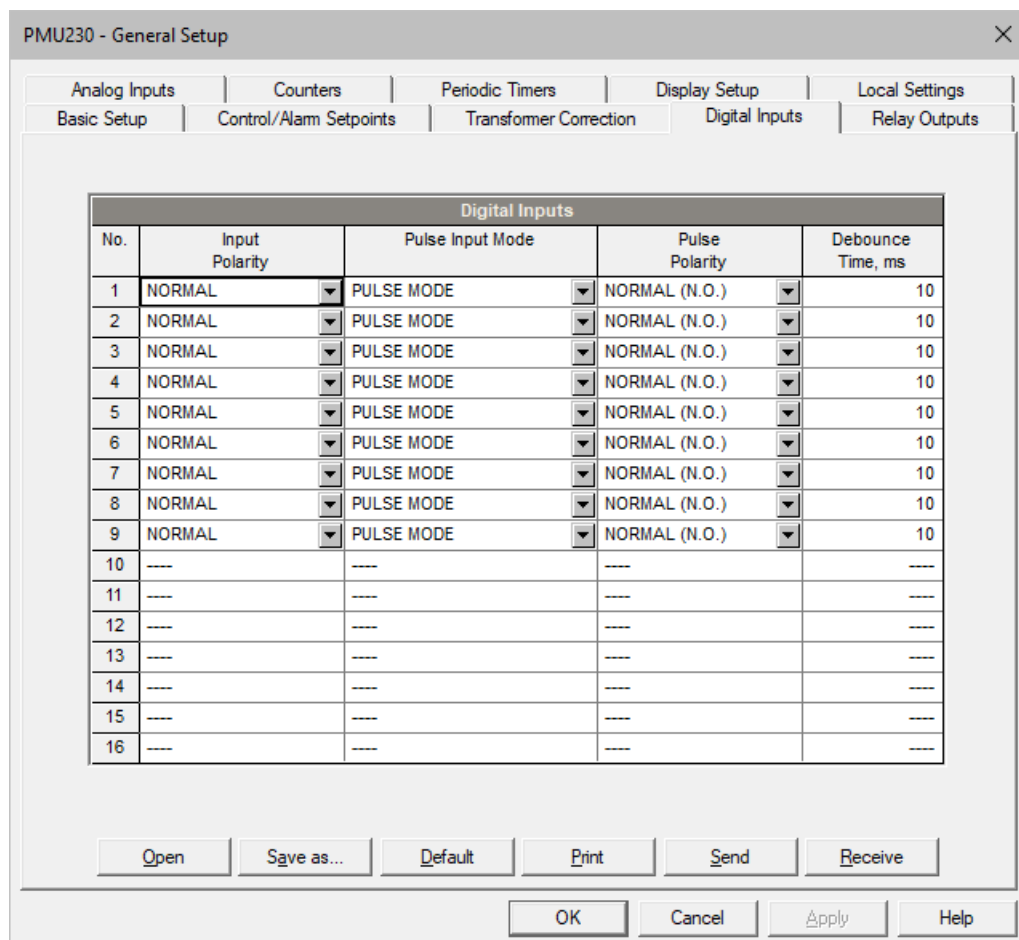 PMU230 - General Setup
Analog Inputs Counters Periodic Timers Display Setup Local Settings
Basic Setup Control/Alarm Setpoints Transformer Correction Digital Inputs Relay Outputs
Digital Inputs
No. Input Polarity Pulse Input Mode Pulse Polarity Debounce Time, ms
1 NORMAL PULSE MODE NORMAL (N.O.) 10
2 NORMAL PULSE MODE NORMAL (N.O.) 10
3 NORMAL PULSE MODE NORMAL (N.O.) 10
4 NORMAL PULSE MODE NORMAL (N.O.) 10
5 NORMAL PULSE MODE NORMAL (N.O.) 10
6 NORMAL PULSE MODE NORMAL (N.O.) 10
7 NORMAL PULSE MODE NORMAL (N.O.) 10
8 NORMAL PULSE MODE NORMAL (N.O.) 10
9 NORMAL PULSE MODE NORMAL (N.O.) 10
10 ---- ---- ---- ----
11 ---- ---- ---- ----
12 ---- ---- ---- ----
13 ---- ---- ---- ----
14 ---- ---- ---- ----
15 ---- ---- ---- ----
16 ---- ---- ---- ----
Open Save as... Default Print Send Receive
OK Cancel Apply Help